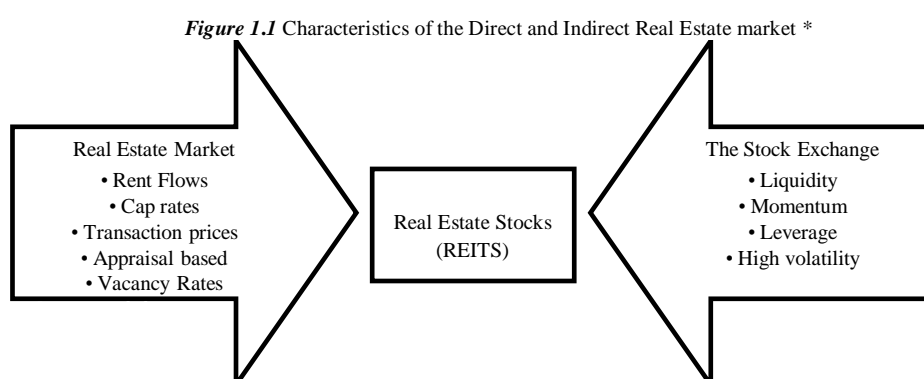 Figure 1.1 Characteristics of the Direct and Indirect Real Estate market *
Real Estate Market
• Rent Flows
• Cap rates
• Transaction prices
• Appraisal based
• Vacancy Rates
Real Estate Stocks
(REITS)
The Stock Exchange
• Liquidity
• Momentum
• Leverage
• High volatility